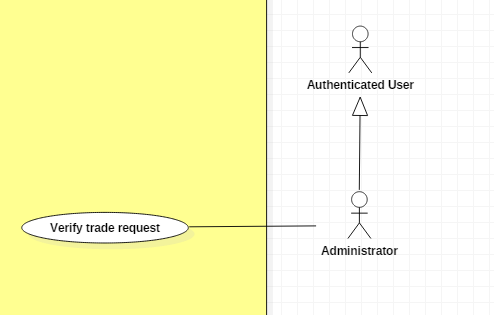 Authenticated User
Verify trade request
Administrator